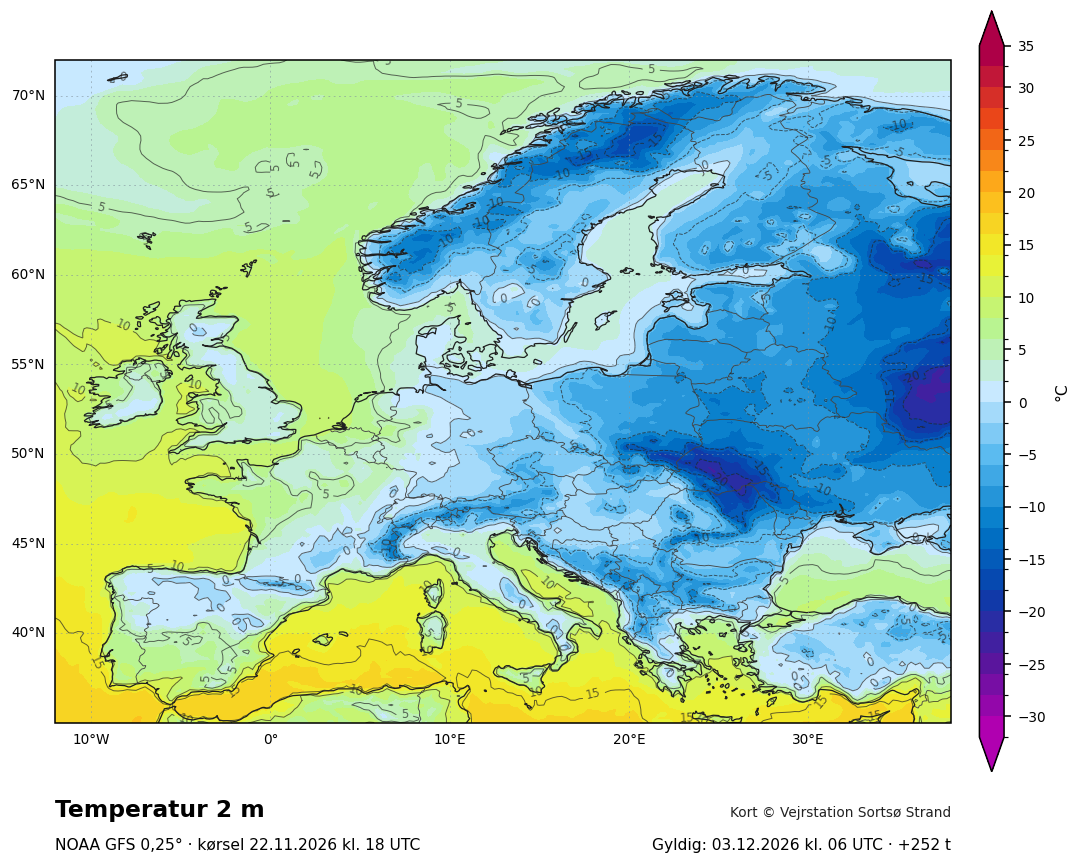 70°N
65°N
60°N
55°N
50°N
45°N
40°N
10°W
0°
10°E
20°E
30°E
35
30
25
20
15
10
5
0
−5
−10
−15
−20
−25
−30
°C
Temperatur 2 m
Kort © Vejrstation Sortsø Strand
NOAA GFS 0,25° · kørsel 22.11.2026 kl. 18 UTC
Gyldig: 03.12.2026 kl. 06 UTC · +252 t